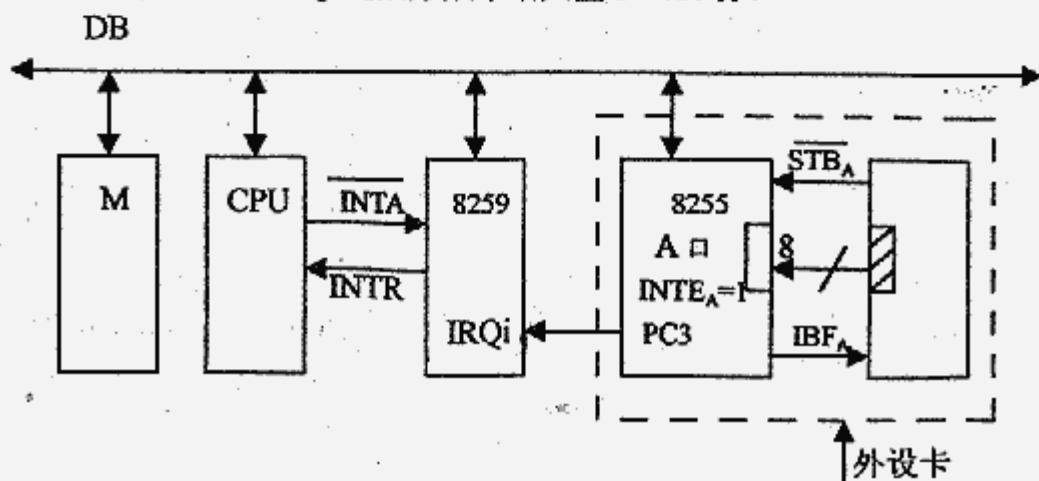 DB
M
CPU
8259
8255
INTA
INTR
IRQi
A 口
INTE_A=1
PC3
STB_A
8
IBF_A
外设卡